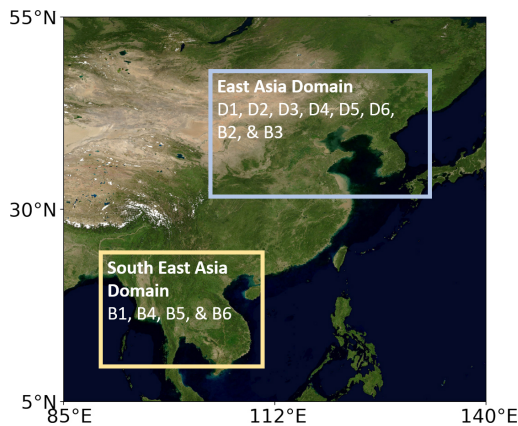 55°N
East Asia Domain
D1, D2, D3, D4, D5, D6,
B2, & B3
30°N
South East Asia
Domain
B1, B4, B5, & B6
5°N
85°E
112°E
140°E